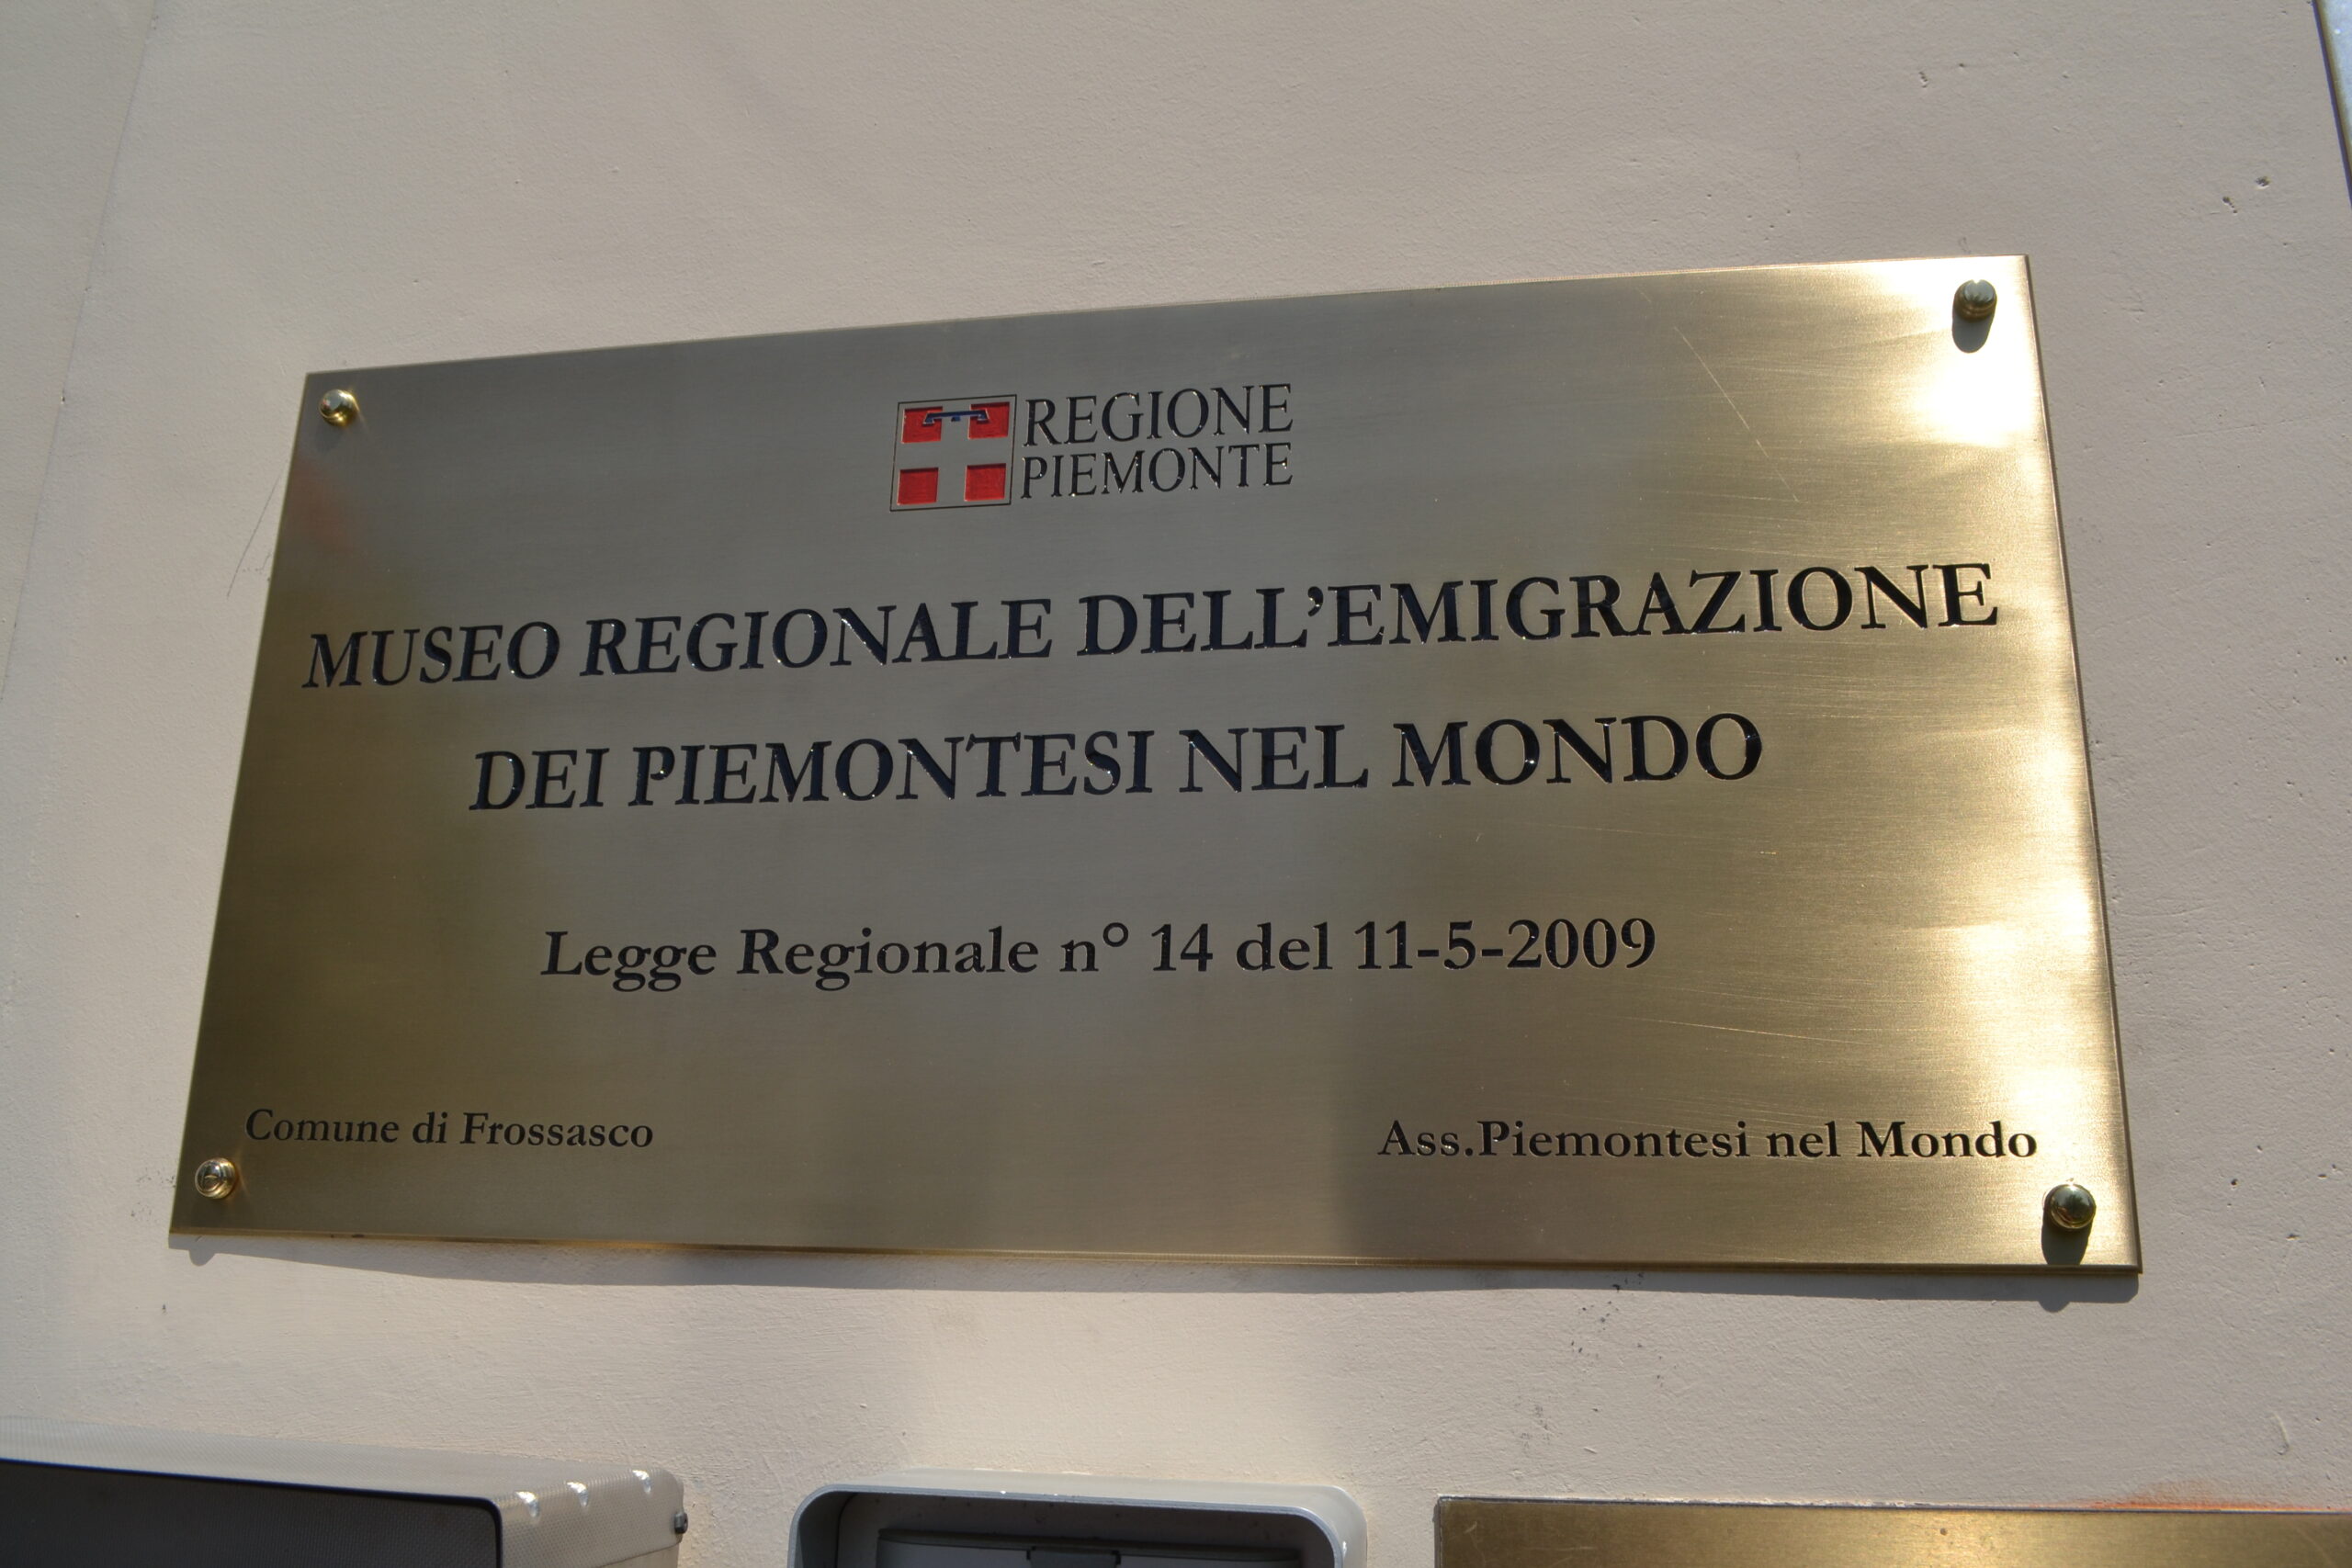 REGIONE
PIEMONTE
MUSEO REGIONALE DELL'EMIGRAZIONE
DEI PIEMONTESI NEL MONDO
Legge Regionale n° 14 del 11-5-2009
Comune di Frossasco
Ass.Piemontesi nel Mondo